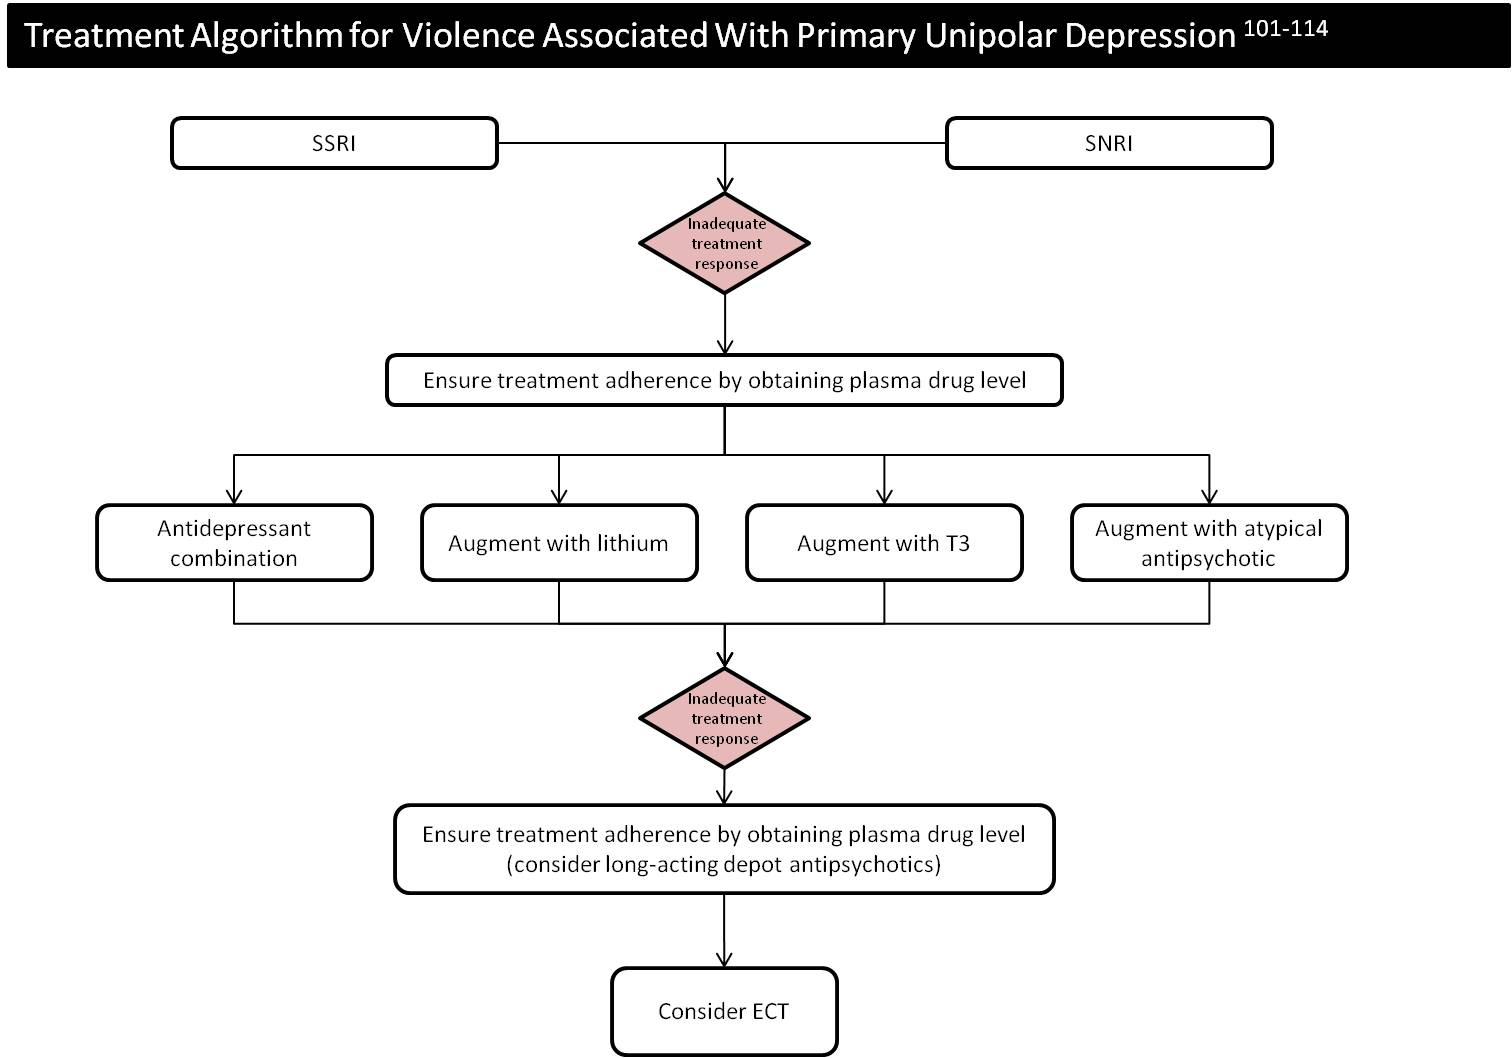 Treatment Algorithm for Violence Associated With Primary Unipolar Depression 101-114
SSRI
SNRI
Inadequate
treatment
response
Ensure treatment adherence by obtaining plasma drug level
Antidepressant
combination
Augment with lithium
Augment with T3
Augment with atypical
antipsychotic
Inadequate
treatment
response
Ensure treatment adherence by obtaining plasma drug level
(consider long-acting depot antipsychotics)
Consider ECT